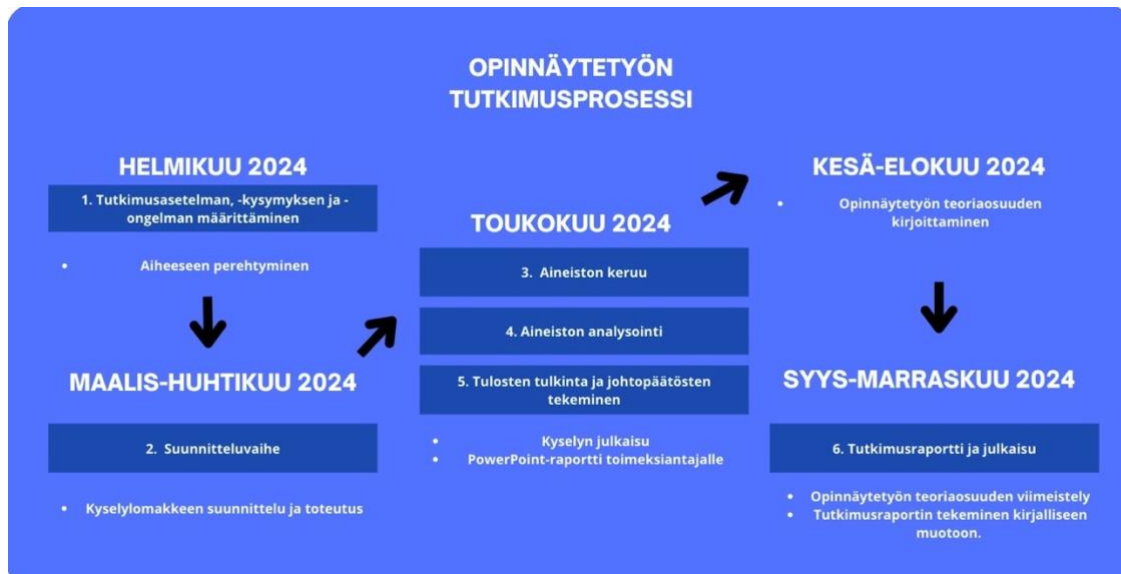 OPINNÄYTETYÖN
TUTKIMUSPROSESSI
HELMIKUU 2024
1. Tutkimusasetelman, -kysymyksen ja -
ongelman määrittäminen
• Aiheeseen perehtyminen
MAALIS-HUHTIKUU 2024
2. Suunnitteluvaihe
• Kyselylomakkeen suunnittelu ja toteutus
TOUKOKUU 2024
3. Aineiston keruu
4. Aineiston analysointi
5. Tulosten tulkinta ja johtopäätösten
tekeminen
• Kyselyn julkaisu
• PowerPoint-raportti toimeksiantajalle
KESÄ-ELOKUU 2024
• Opinnäytetyön teoriaosuuden
kirjoittaminen
SYYS-MARRASKUU 2024
6. Tutkimusraportti ja julkaisu
• Opinnäytetyön teoriaosuuden viimeistely
• Tutkimusraportin tekeminen kirjalliseen
muotoon.